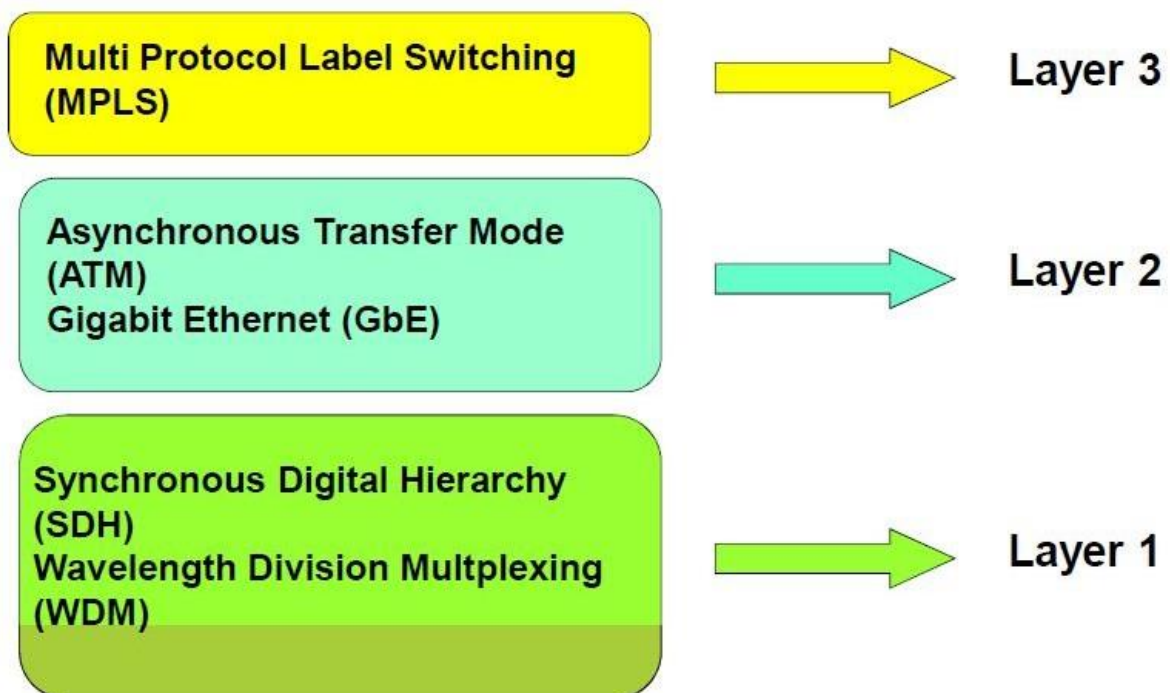 Multi Protocol Label Switching
(MPLS)
Layer 3
Asynchronous Transfer Mode
(ATM)
Gigabit Ethernet (GbE)
Layer 2
Synchronous Digital Hierarchy
(SDH)
Wavelength Division Multplexing
(WDM)
Layer 1